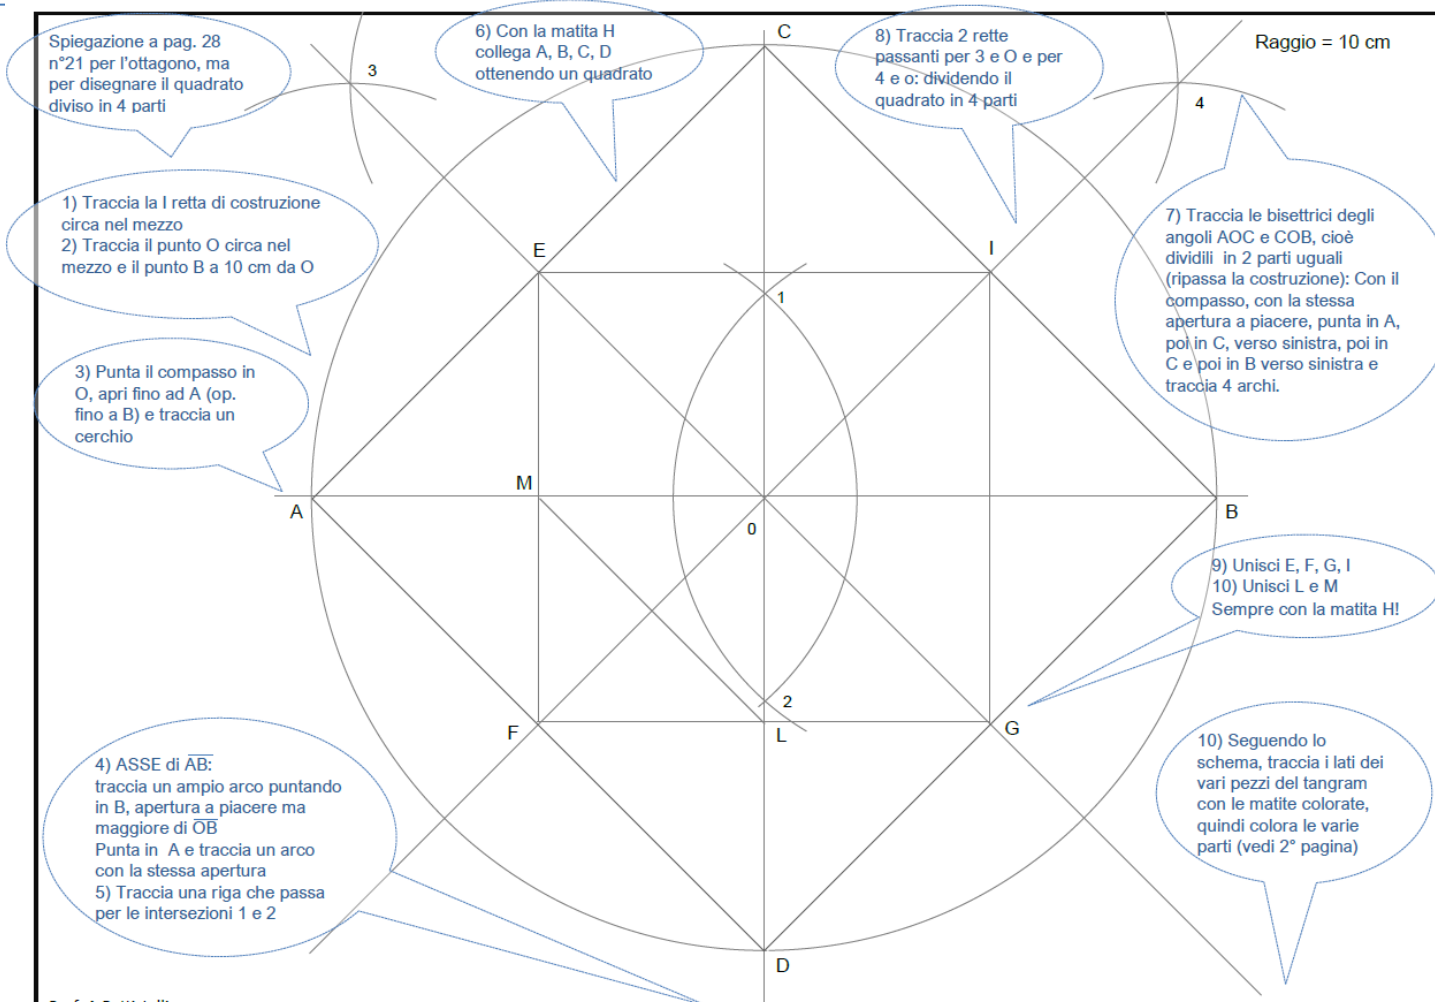 Spiegazione a pag. 28
n°21 per l'ottagono, ma
per disegnare il quadrato
diviso in 4 parti
3
6) Con la matita H
collega A, B, C, D
ottenendo un quadrato
C
8) Traccia 2 rette
passanti per 3 e O e per
4 e o: dividendo il
quadrato in 4 parti
Raggio = 10 cm
4
1) Traccia la I retta di costruzione
circa nel mezzo
2) Traccia il punto O circa nel
mezzo e il punto B a 10 cm da O
E
I
1
7) Traccia le bisettrici degli
angoli AOC e COB, cioè
dividili in 2 parti uguali
(ripassa la costruzione): Con il
compasso, con la stessa
apertura a piacere, punta in A,
poi in C, verso sinistra, poi in
C e poi in B verso sinistra e
traccia 4 archi.
3) Punta il compasso in
O, apri fino ad A (op.
fino a B) e traccia un
cerchio
M
A
0
B
9) Unisci E, F, G, I
10) Unisci L e M
Sempre con la matita H!
2
F
L
G
4) ASSE di AB:
traccia un ampio arco puntando
in B, apertura a piacere ma
maggiore di OB
Punta in A e traccia un arco
con la stessa apertura
5) Traccia una riga che passa
per le intersezioni 1 e 2
10) Seguendo lo
schema, traccia i lati dei
vari pezzi del tangram
con le matite colorate,
quindi colora le varie
parti (vedi 2° pagina)
D